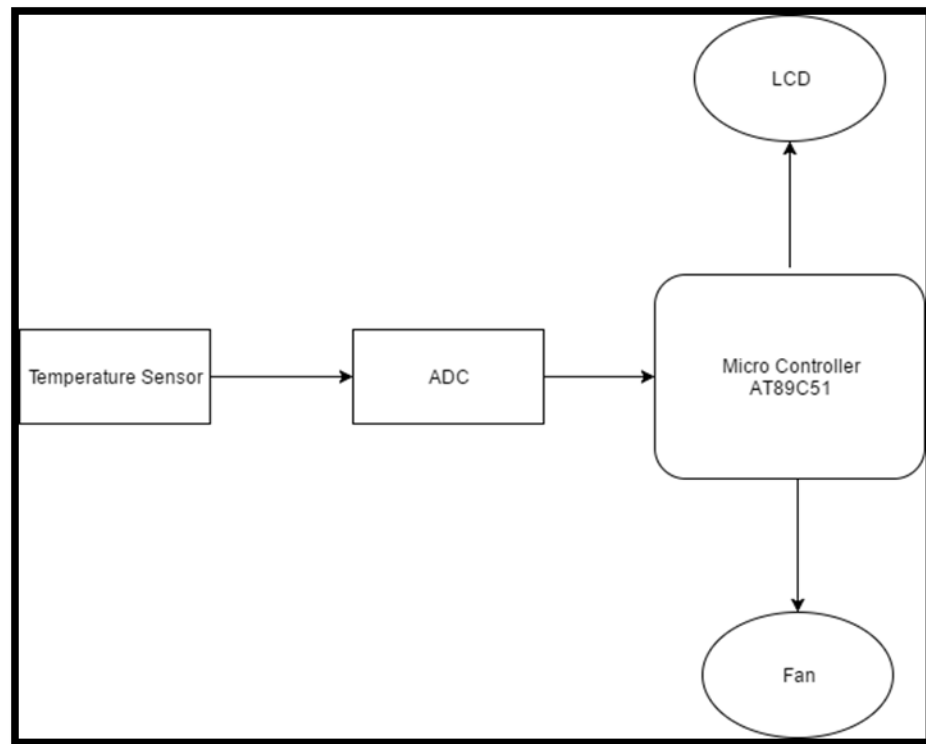 LCD
Temperature Sensor
ADC
Micro Controller
AT89C51
Fan